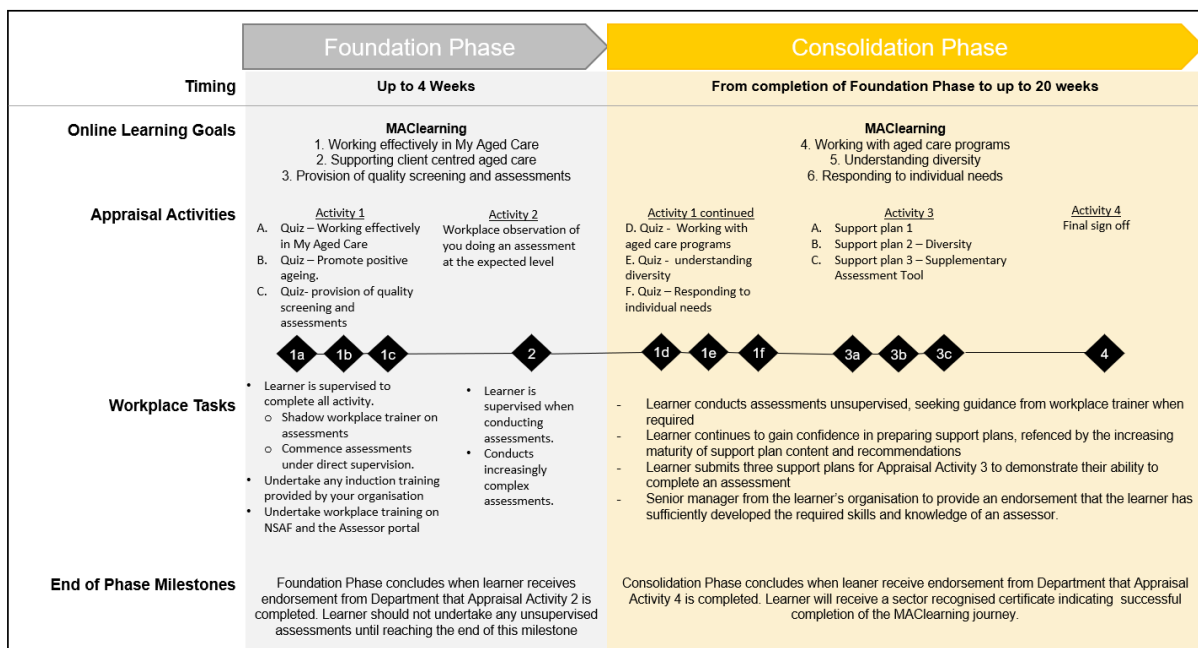 Foundation Phase
Consolidation Phase
Timing
Up to 4 Weeks
From completion of Foundation Phase to up to 20 weeks
Online Learning Goals
MAClearning
1. Working effectively in My Aged Care
2. Supporting client centred aged care
3. Provision of quality screening and assessments
MAClearning
4. Working with aged care programs
5. Understanding diversity
6. Responding to individual needs
Appraisal Activities
Activity 1
A. Quiz – Working effectively
in My Aged Care
B. Quiz – Promote positive
ageing.
C. Quiz- provision of quality
screening and
assessments
Activity 2
Workplace observation of
you doing an assessment
at the expected level
Activity 1 continued
D. Quiz - Working with
aged care programs
E. Quiz - understanding
diversity
F. Quiz – Responding to
individual needs
Activity 3
A. Support plan 1
B. Support plan 2 – Diversity
C. Support plan 3 – Supplementary
Assessment Tool
Activity 4
Final sign off
1a
1b
1c
2
1d
1e
1f
3a
3b
3c
4
Workplace Tasks
• Learner is supervised to
complete all activity.
o Shadow workplace trainer on
assessments
o Commence assessments
under direct supervision.
• Undertake any induction training
provided by your organisation
• Undertake workplace training on
NSAF and the Assessor portal
• Learner is
supervised when
conducting
assessments.
• Conducts
increasingly
complex
assessments.
- Learner conducts assessments unsupervised, seeking guidance from workplace trainer when
required
- Learner continues to gain confidence in preparing support plans, refenced by the increasing
maturity of support plan content and recommendations
- Learner submits three support plans for Appraisal Activity 3 to demonstrate their ability to
complete an assessment
- Senior manager from the learner's organisation to provide an endorsement that the learner has
sufficiently developed the required skills and knowledge of an assessor.
End of Phase Milestones
Foundation Phase concludes when learner receives
endorsement from Department that Appraisal Activity 2 is
completed. Learner should not undertake any unsupervised
assessments until reaching the end of this milestone
Consolidation Phase concludes when leaner receive endorsement from Department that Appraisal
Activity 4 is completed. Learner will receive a sector recognised certificate indicating successful
completion of the MAClearning journey.